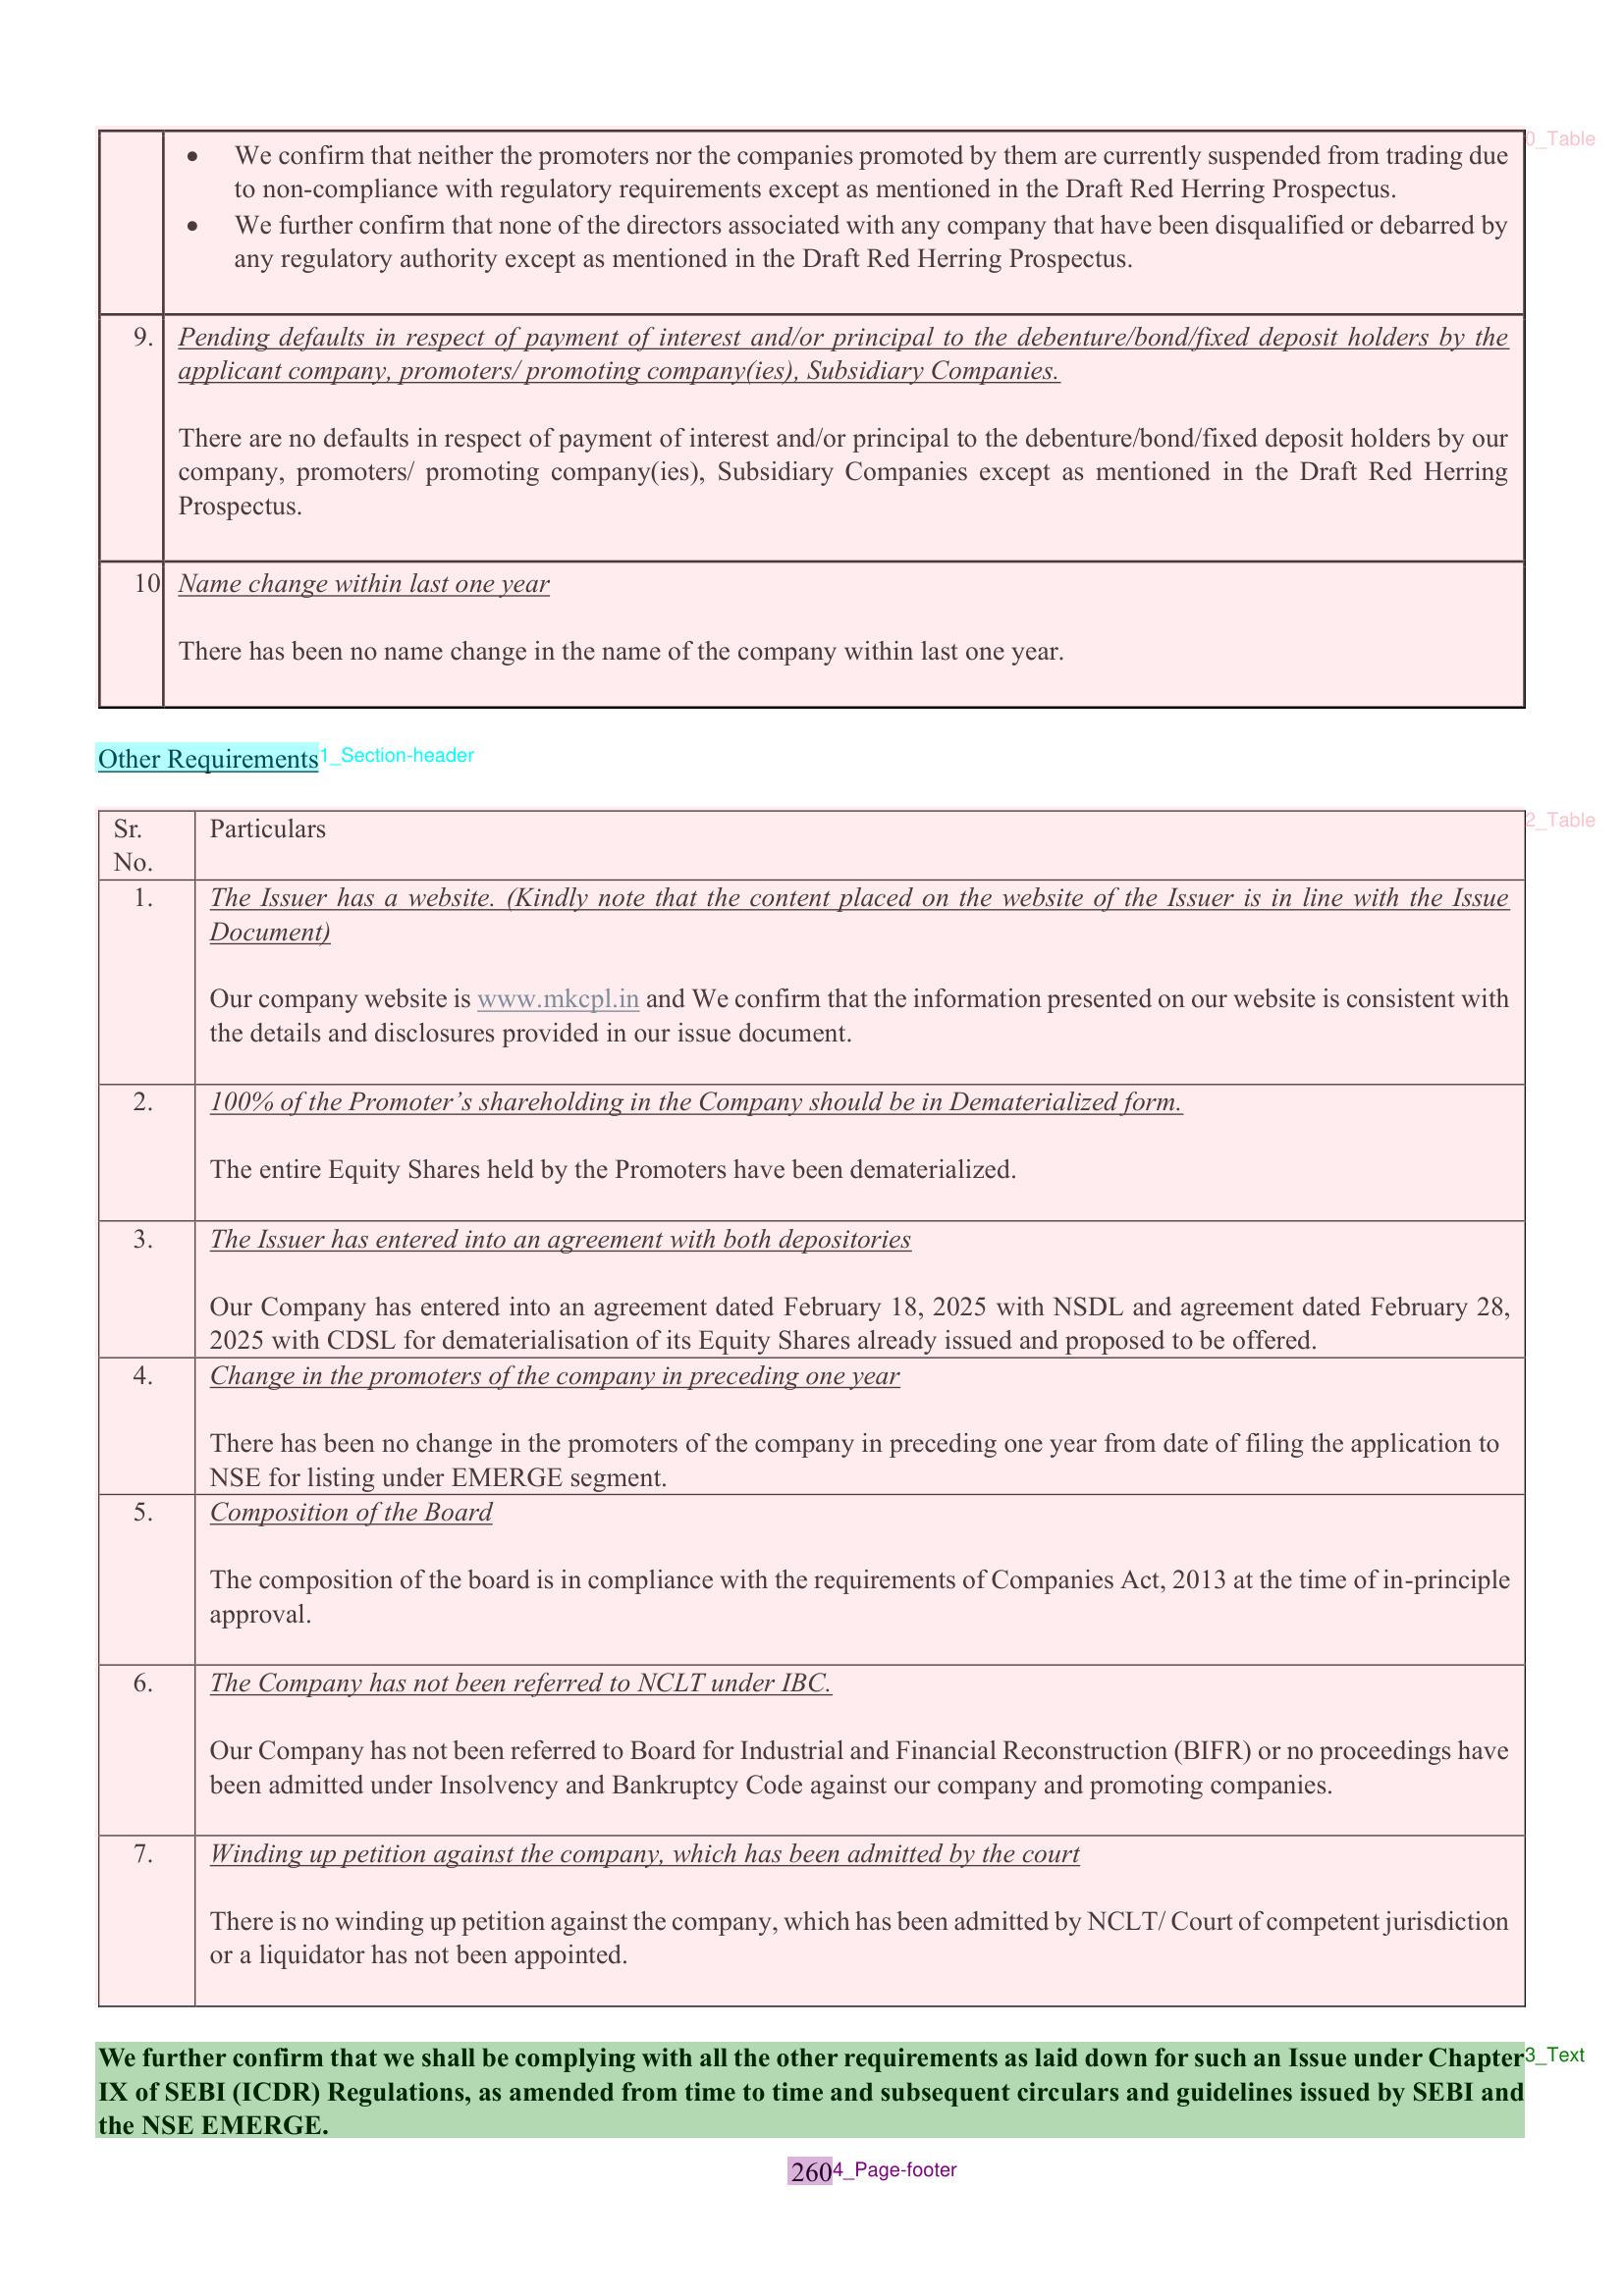 • We confirm that neither the promoters nor the companies promoted by them are currently suspended from trading due
to non-compliance with regulatory requirements except as mentioned in the Draft Red Herring Prospectus.
• We further confirm that none of the directors associated with any company that have been disqualified or debarred by
any regulatory authority except as mentioned in the Draft Red Herring Prospectus.
0_Table
9. Pending defaults in respect of payment of interest and/or principal to the debenture/bond/fixed deposit holders by the
applicant company, promoters/ promoting company(ies), Subsidiary Companies.
There are no defaults in respect of payment of interest and/or principal to the debenture/bond/fixed deposit holders by our
company, promoters/ promoting company(ies), Subsidiary Companies except as mentioned in the Draft Red Herring
Prospectus.
10 Name change within last one year
There has been no name change in the name of the company within last one year.
Other Requirements 1_Section-header
2_Table
Sr.
No.
Particulars
1. The Issuer has a website. (Kindly note that the content placed on the website of the Issuer is in line with the Issue
Document)
Our company website is www.mkcpl.in and We confirm that the information presented on our website is consistent with
the details and disclosures provided in our issue document.
2. 100% of the Promoter’s shareholding in the Company should be in Dematerialized form.
The entire Equity Shares held by the Promoters have been dematerialized.
3. The Issuer has entered into an agreement with both depositories
Our Company has entered into an agreement dated February 18, 2025 with NSDL and agreement dated February 28,
2025 with CDSL for dematerialisation of its Equity Shares already issued and proposed to be offered.
4. Change in the promoters of the company in preceding one year
There has been no change in the promoters of the company in preceding one year from date of filing the application to
NSE for listing under EMERGE segment.
5. Composition of the Board
The composition of the board is in compliance with the requirements of Companies Act, 2013 at the time of in-principle
approval.
6. The Company has not been referred to NCLT under IBC.
Our Company has not been referred to Board for Industrial and Financial Reconstruction (BIFR) or no proceedings have
been admitted under Insolvency and Bankruptcy Code against our company and promoting companies.
7. Winding up petition against the company, which has been admitted by the court
There is no winding up petition against the company, which has been admitted by NCLT/ Court of competent jurisdiction
or a liquidator has not been appointed.
We further confirm that we shall be complying with all the other requirements as laid down for such an Issue under Chapter 3_Text
IX of SEBI (ICDR) Regulations, as amended from time to time and subsequent circulars and guidelines issued by SEBI and
the NSE EMERGE.
260 4_Page-footer